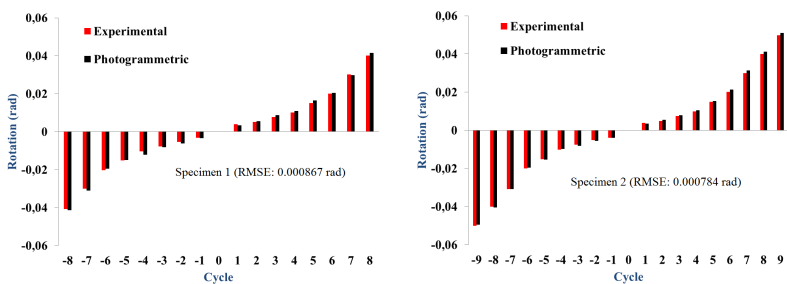 0,06
Experimental
0,04
Photogrammetric
0,02
0
-0,02
Specimen 1 (RMSE: 0.000867 rad)
-0,04
-0,06
Rotation (rad)
-8 -7 -6 -5 -4 -3 -2 -1 0 1 2 3 4 5 6 7 8
Cycle
0,06
Experimental
0,04
Photogrammetric
0,02
0
-0,02
Specimen 2 (RMSE: 0.000784 rad)
-0,04
-0,06
Rotation (rad)
-9 -8 -7 -6 -5 -4 -3 -2 -1 0 1 2 3 4 5 6 7 8 9
Cycle